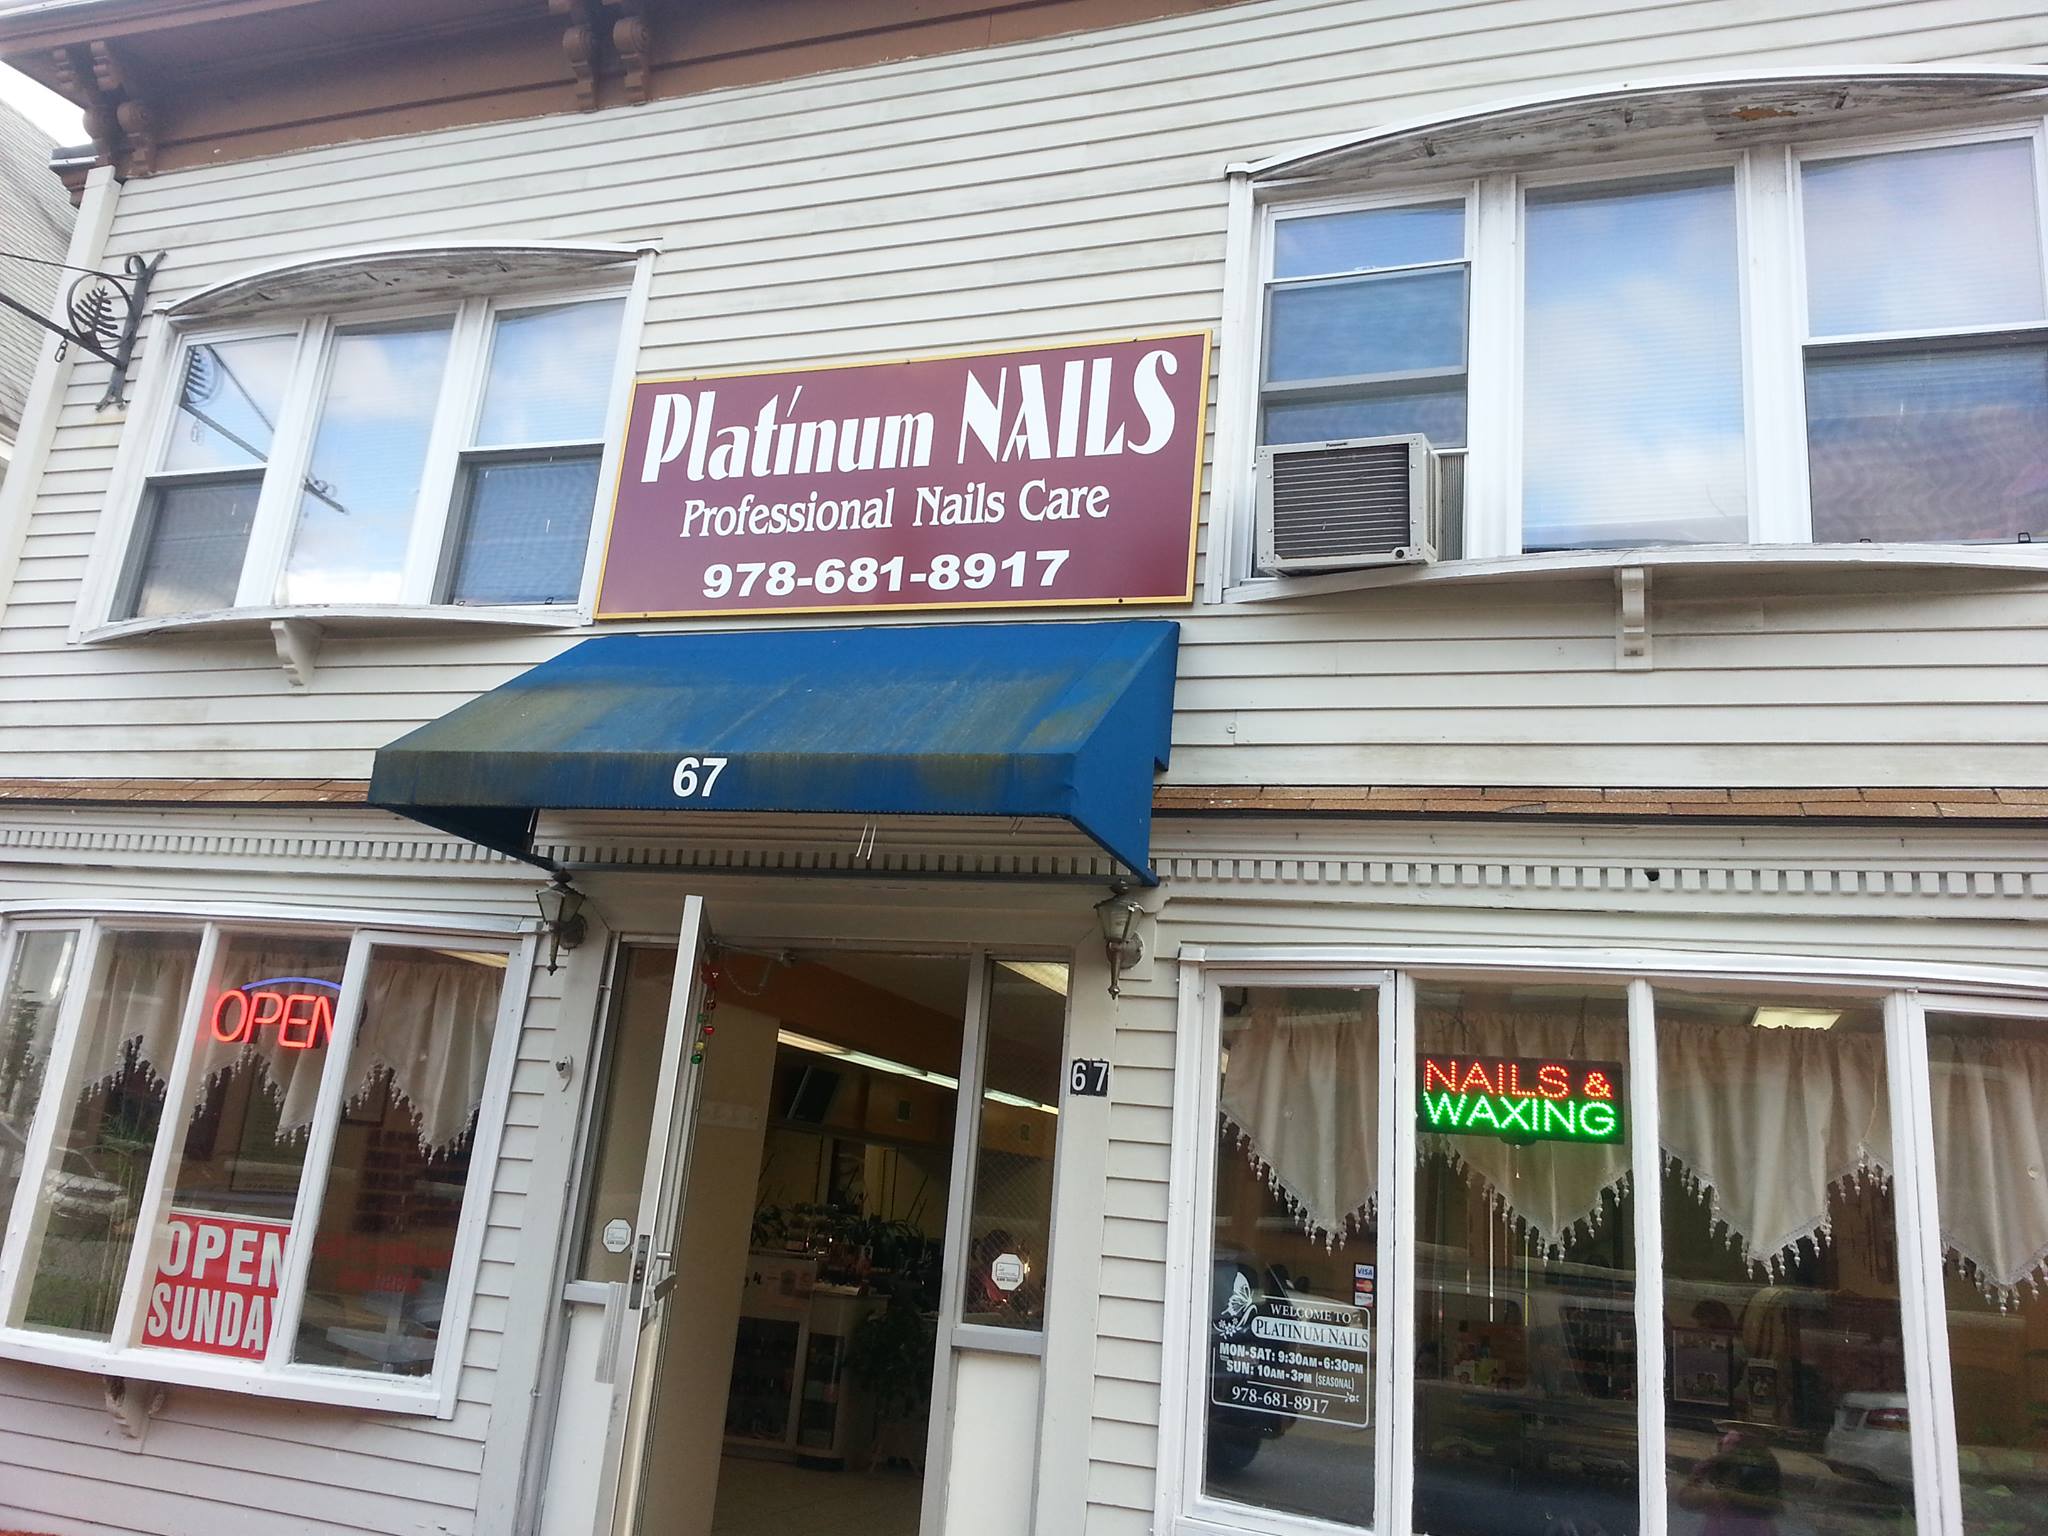 Platinum NAILS
Professional Nails Care
978-681-8917
67
OPEN
67
NAILS &
WAXING
OPEN
SUNDAY
VISA
WELCOME TO
PLATINUM NAILS
MON-SAT: 9:30AM-6:30PM
SUN: 10AM-3PM (SEASONAL)
978-681-8917